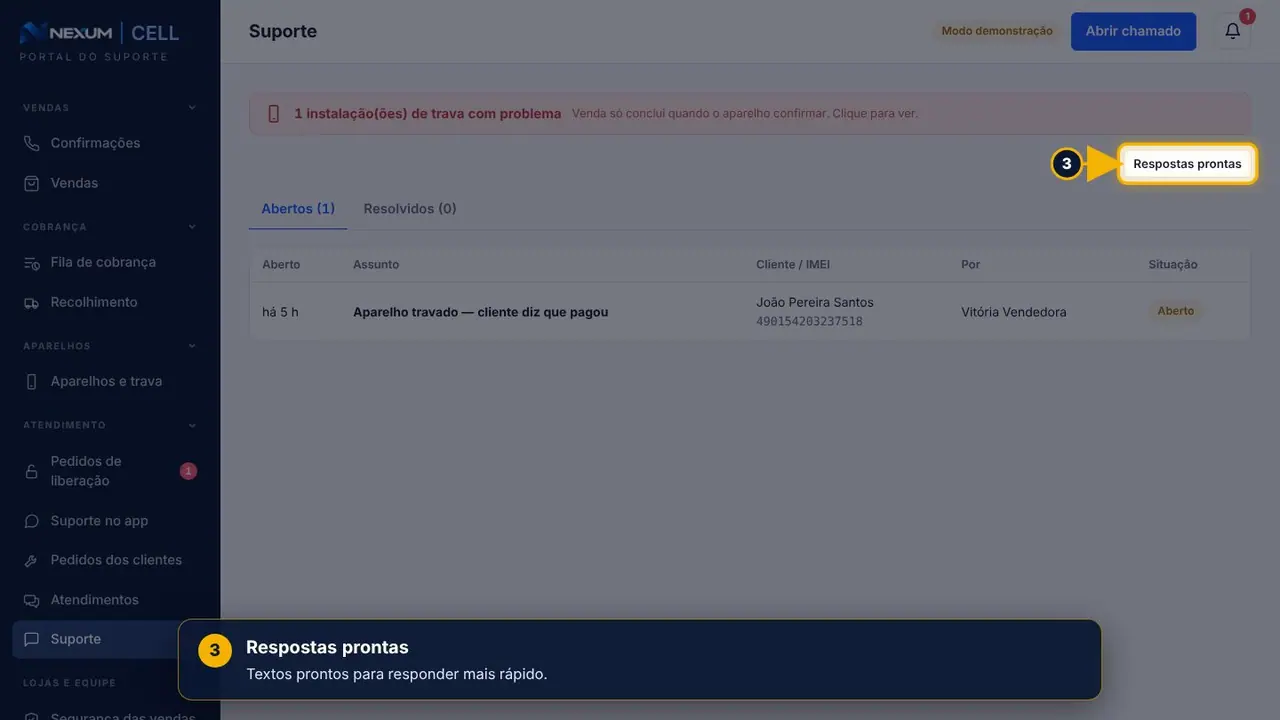 NEXUM | CELL
PORTAL DO SUPORTE
VENDAS
Confirmações
Vendas
COBRANÇA
Fila de cobrança
Recolhimento
APARELHOS
Aparelhos e trava
ATENDIMENTO
Pedidos de
liberação
1
Suporte no app
Pedidos dos clientes
Atendimentos
Suporte
LOJAS E EQUIPE
Segurança das vendas
Suporte
Modo demonstração
Abrir chamado
1
1 instalação(ões) de trava com problema Venda só conclui quando o aparelho confirmar. Clique para ver.
3
Respostas prontas
Abertos (1) Resolvidos (0)
Aberto Assunto Cliente / IMEI Por Situação
há 5 h Aparelho travado — cliente diz que pagou João Pereira Santos Vitória Vendedora Aberto
490154203237518
3
Respostas prontas
Textos prontos para responder mais rápido.